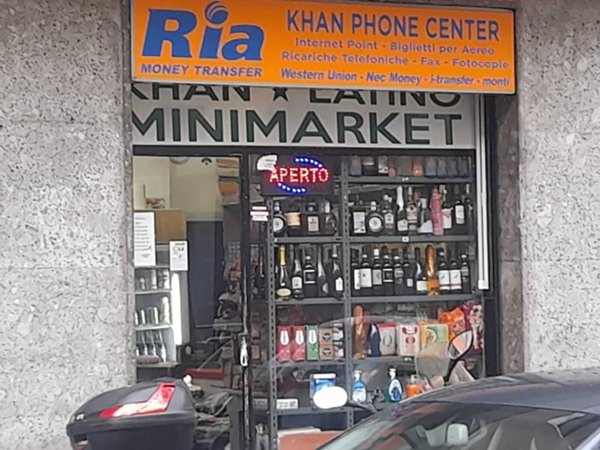 Ria
MONEY TRANSFER
KHAN PHONE CENTER
Internet Point - Biglietti per Aereo
Ricariche Telefoniche - Fax - Fotocopie
Western Union - Nec Money - i-transfer - monti
KHAN ★ LATINO
MINIMARKET
APERTO